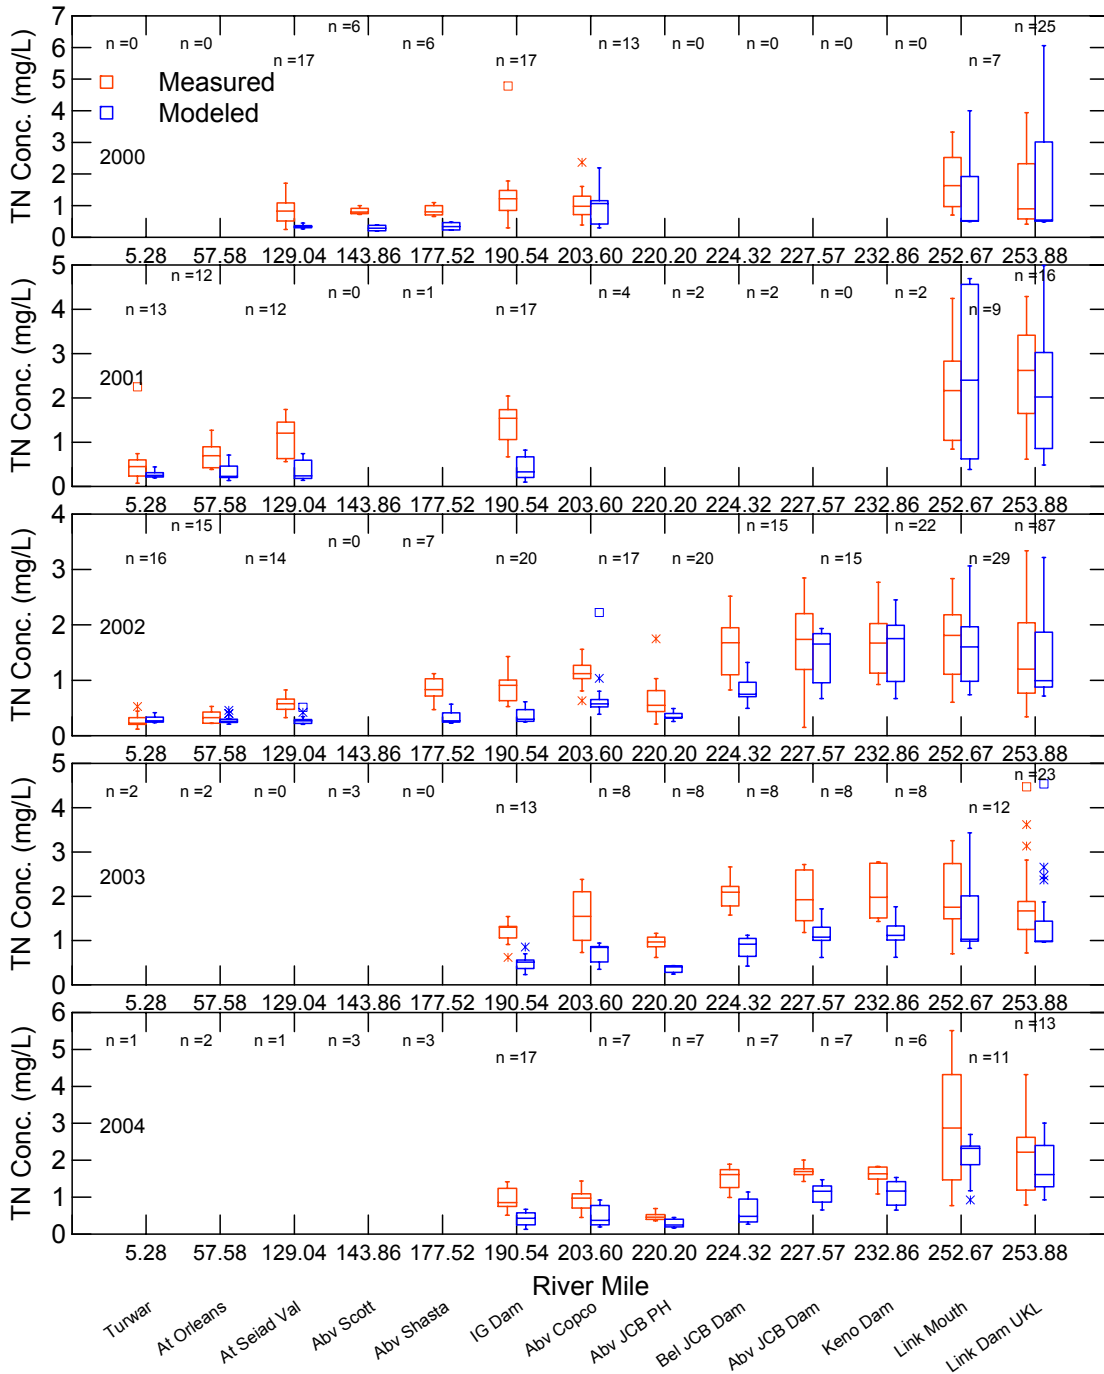 TN Conc. (mg/L)
7
6
5
4
3
2
1
0
n =0
n =0
n =17
n =6
n =6
n =17
n =13
n =0
n =0
n =0
n =0
n =7
n =25
Measured
Modeled
2000
5.28 57.58 129.04 143.86 177.52 190.54 203.60 220.20 224.32 227.57 232.86 252.67 253.88
TN Conc. (mg/L)
5
4
3
2
1
0
n =13
n =12
n =12
n =0
n =1
n =17
n =4
n =2
n =2
n =0
n =2
n =9
n =16
2001
5.28 57.58 129.04 143.86 177.52 190.54 203.60 220.20 224.32 227.57 232.86 252.67 253.88
TN Conc. (mg/L)
4
3
2
1
0
n =16
n =15
n =14
n =0
n =7
n =20
n =17
n =20
n =15
n =15
n =22
n =29
n =87
2002
5.28 57.58 129.04 143.86 177.52 190.54 203.60 220.20 224.32 227.57 232.86 252.67 253.88
TN Conc. (mg/L)
5
4
3
2
1
0
n =2
n =2
n =0
n =3
n =0
n =13
n =8
n =8
n =8
n =8
n =8
n =12
n =23
2003
5.28 57.58 129.04 143.86 177.52 190.54 203.60 220.20 224.32 227.57 232.86 252.67 253.88
TN Conc. (mg/L)
6
5
4
3
2
1
0
n =1
n =2
n =1
n =3
n =3
n =17
n =7
n =7
n =7
n =7
n =6
n =11
n =13
2004
5.28 57.58 129.04 143.86 177.52 190.54 203.60 220.20 224.32 227.57 232.86 252.67 253.88
River Mile
Turwar
At Orleans
At Seiad Val
Abv Scott
Abv Shasta
IG Dam
Abv Copco
Abv JCB PH
Bel JCB Dam
Abv JCB Dam
Keno Dam
Link Mouth
Link Dam UKL